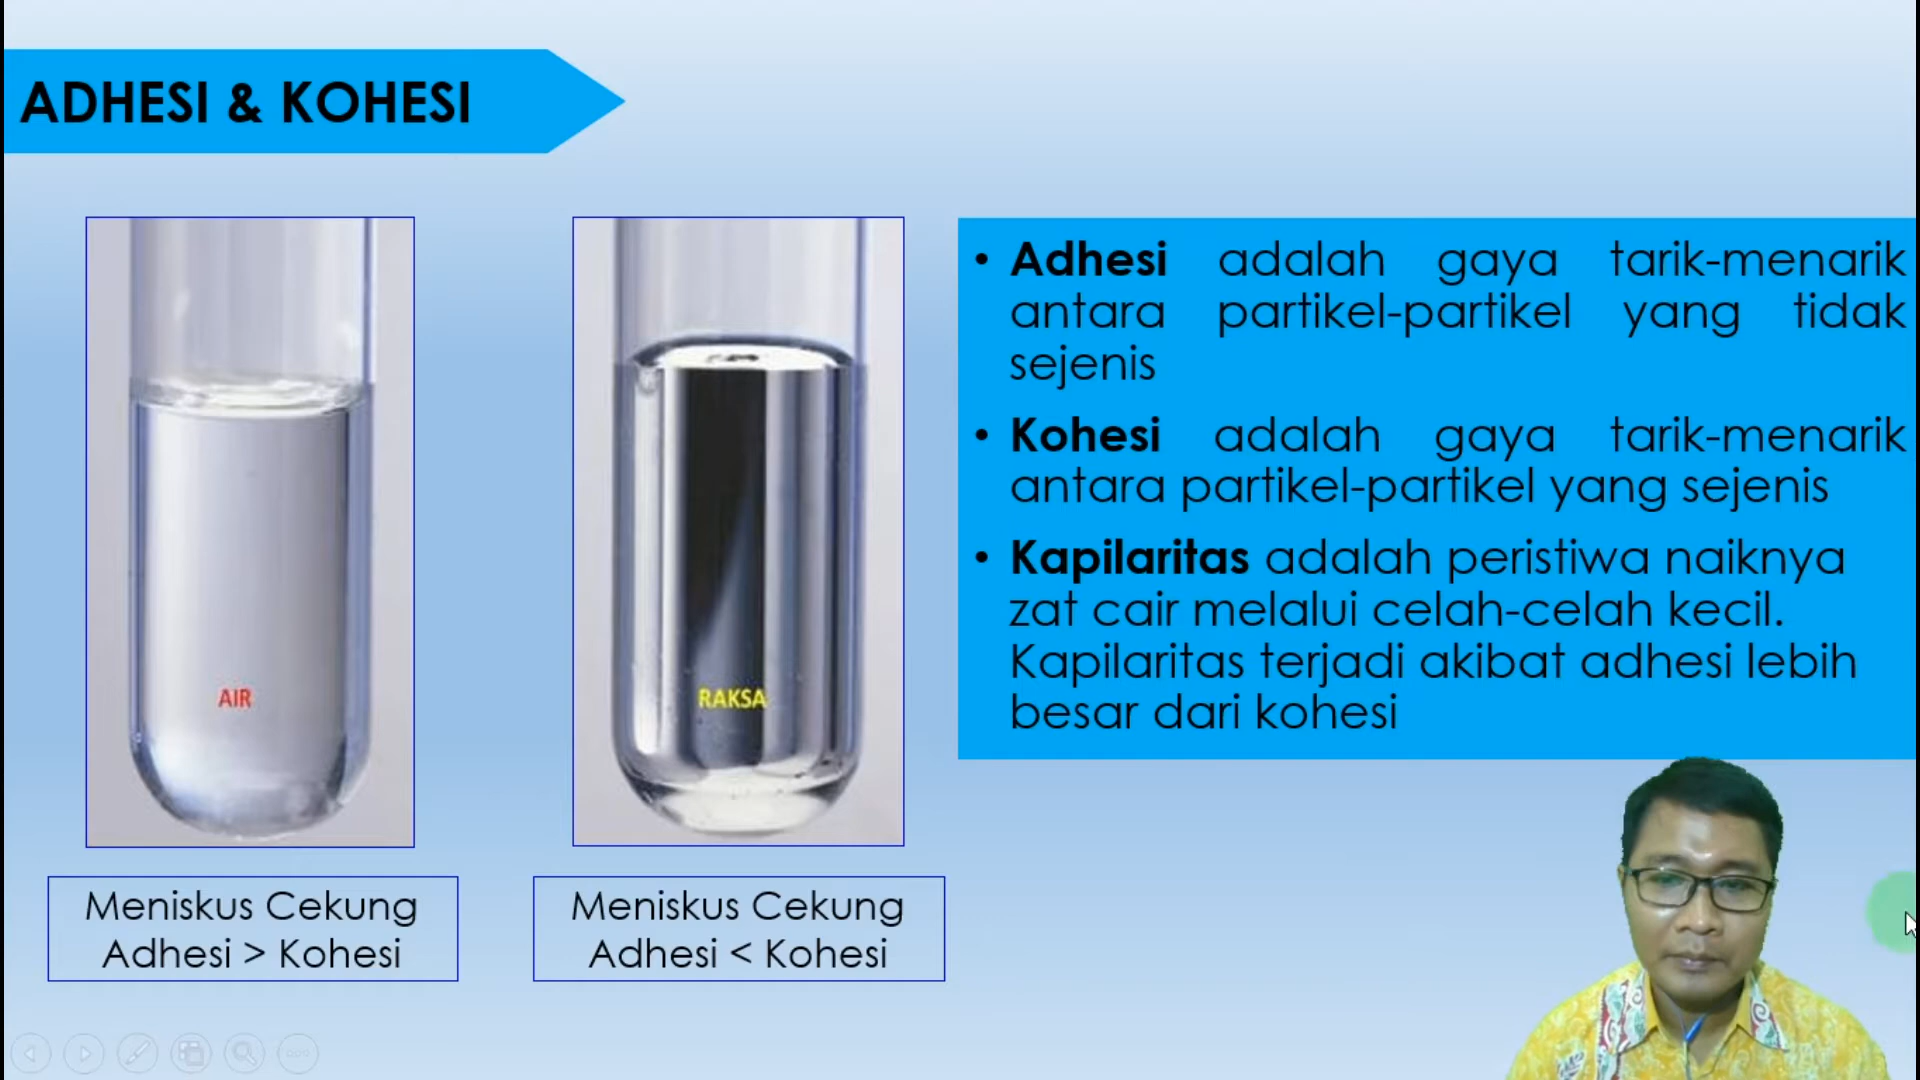 ADHESI & KOHESI
AIR
RAKSA
Meniskus Cekung
Adhesi > Kohesi
Meniskus Cekung
Adhesi < Kohesi
• Adhesi adalah gaya tarik-menarik
antara partikel-partikel yang tidak
sejenis
• Kohesi adalah gaya tarik-menarik
antara partikel-partikel yang sejenis
• Kapilaritas adalah peristiwa naiknya
zat cair melalui celah-celah kecil.
Kapilaritas terjadi akibat adhesi lebih
besar dari kohesi